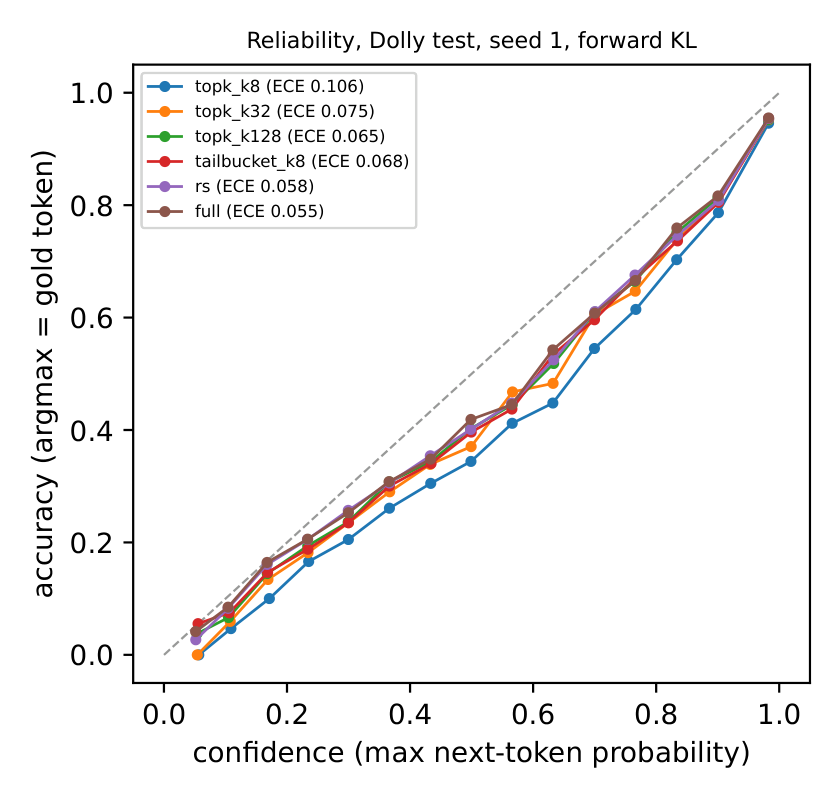 Reliability, Dolly test, seed 1, forward KL
topk_k8 (ECE 0.106)
topk_k32 (ECE 0.075)
topk_k128 (ECE 0.065)
tailbucket_k8 (ECE 0.068)
rs (ECE 0.058)
full (ECE 0.055)
accuracy (argmax = gold token)
1.0
0.8
0.6
0.4
0.2
0.0
0.0 0.2 0.4 0.6 0.8 1.0
confidence (max next-token probability)